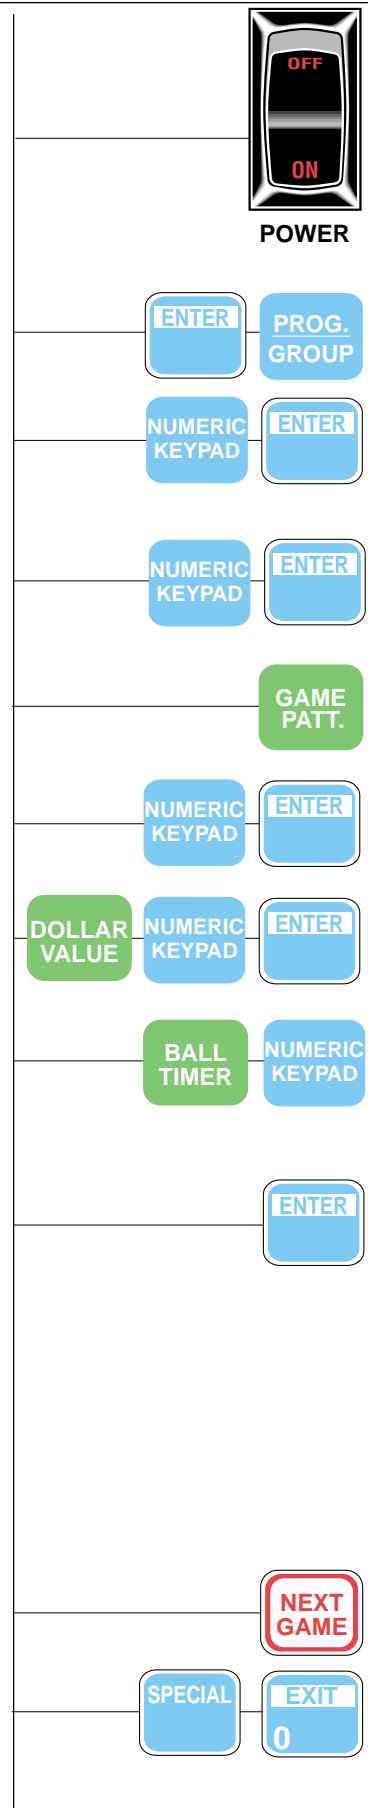 OFF
ON
POWER
ENTER
PROG.
GROUP
NUMERIC
KEYPAD
ENTER
NUMERIC
KEYPAD
ENTER
GAME
PATT.
NUMERIC
KEYPAD
ENTER
DOLLAR
VALUE
NUMERIC
KEYPAD
ENTER
BALL
TIMER
NUMERIC
KEYPAD
ENTER
NEXT
GAME
SPECIAL
EXIT
0